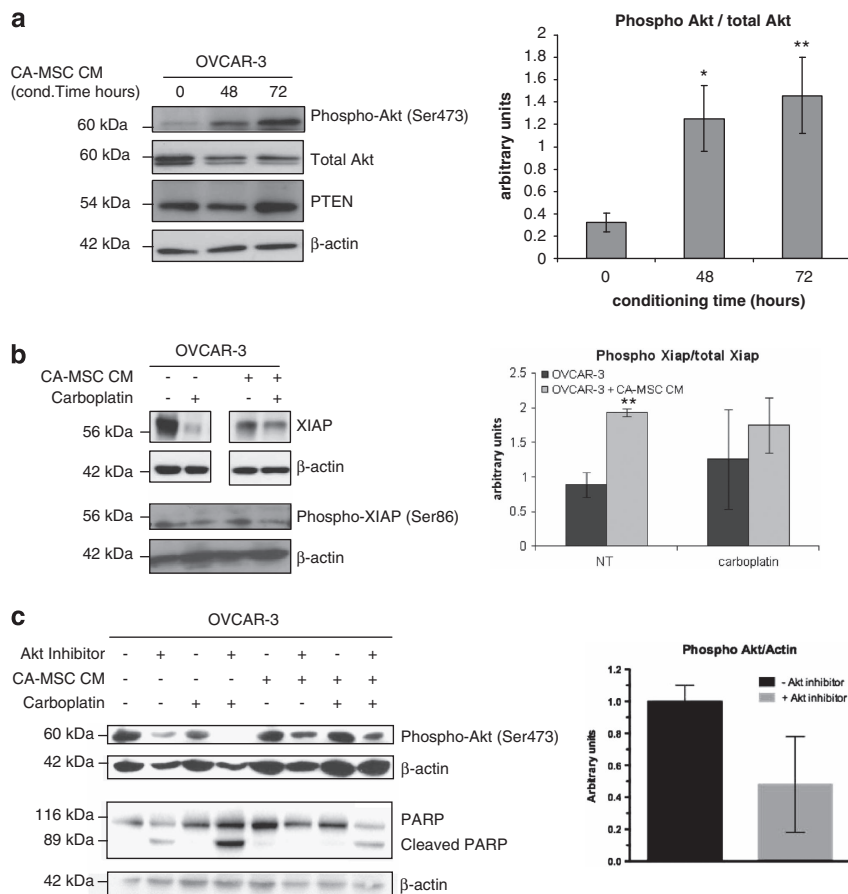 a
OVCAR-3
CA-MSC CM
(cond.Time hours)
0 48 72
60 kDa
Phospho-Akt (Ser473)
60 kDa
Total Akt
54 kDa
PTEN
42 kDa
β-actin
Phospho Akt / total Akt
arbitrary units
2
1.8
1.6
1.4
1.2
1
0.8
0.6
0.4
0.2
0
*
**
0 48 72
conditioning time (hours)
b
OVCAR-3
CA-MSC CM - - + +
Carboplatin - + - +
56 kDa
XIAP
42 kDa
β-actin
56 kDa
Phospho-XIAP (Ser86)
42 kDa
β-actin
Phospho Xiap/total Xiap
OVCAR-3
OVCAR-3 + CA-MSC CM
**
arbitrary units
2.5
2
1.5
1
0.5
0
NT carboplatin
c
OVCAR-3
Akt Inhibitor - + - + - + - +
CA-MSC CM - - - - + + + +
Carboplatin - - + + - - + +
60 kDa
Phospho-Akt (Ser473)
42 kDa
β-actin
116 kDa
PARP
89 kDa
Cleaved PARP
42 kDa
β-actin
Phospho Akt/Actin
- Akt inhibitor
+ Akt inhibitor
Arbitrary units
1.2
1.0
0.8
0.6
0.4
0.2
0.0